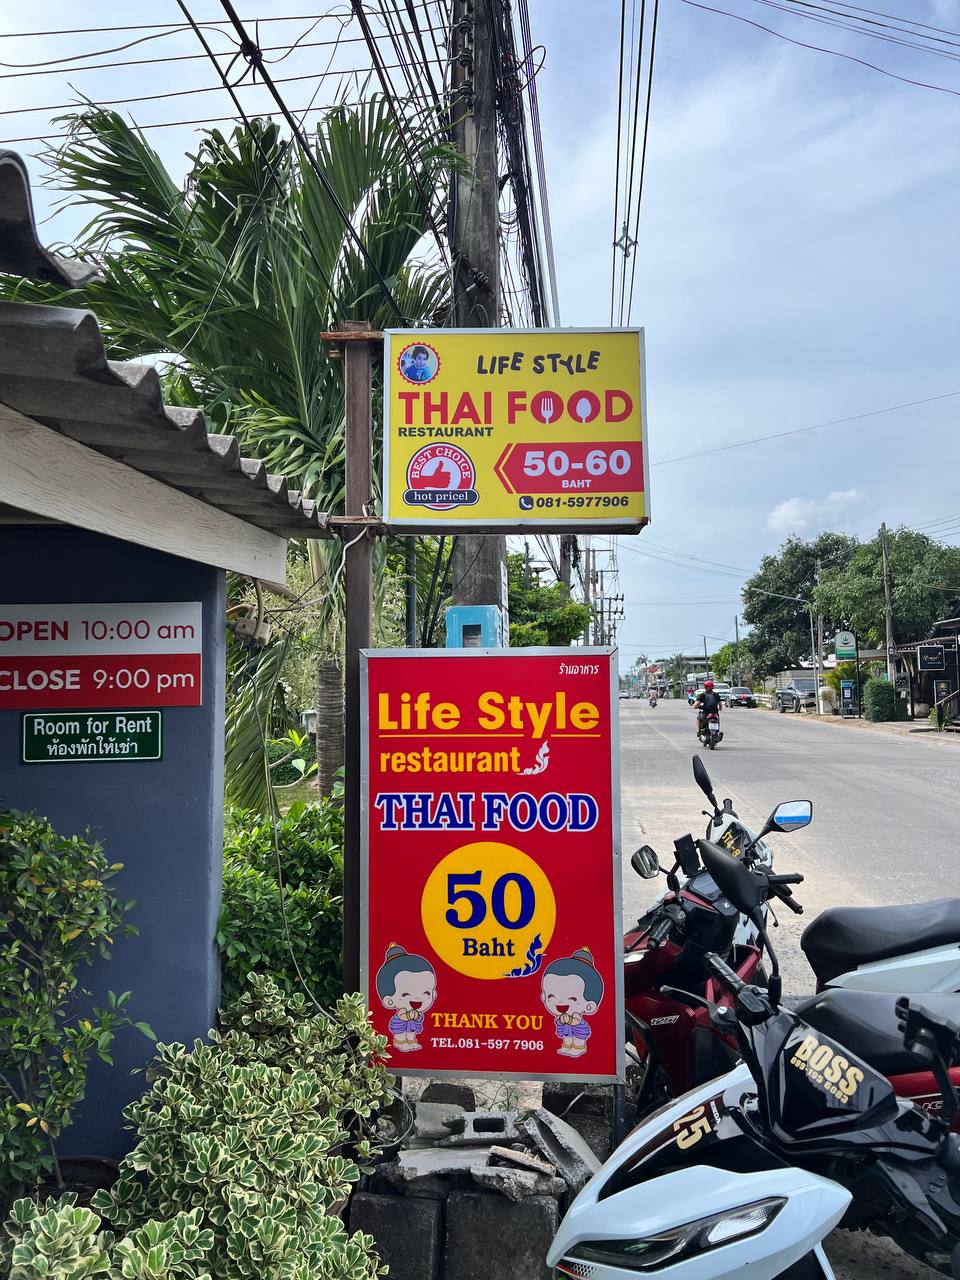 LIFE STYLE
THAI FOOD
RESTAURANT
BEST CHOICE
hot price!
50-60
BAHT
081-5977906
OPEN 10:00 am
CLOSE 9:00 pm
Room for Rent
ห้องพักให้เช่า
ร้านอาหาร
Life Style
restaurant
THAI FOOD
50
Baht
THANK YOU
TEL.081-597 7906
125i
BOSS
25